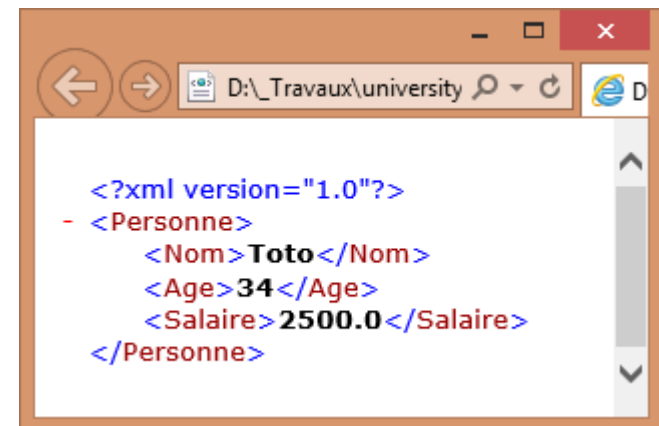 D:\_Travaux\university
D
<?xml version="1.0"?>
- <Personne>
<Nom>Toto</Nom>
<Age>34</Age>
<Salaire>2500.0</Salaire>
</Personne>